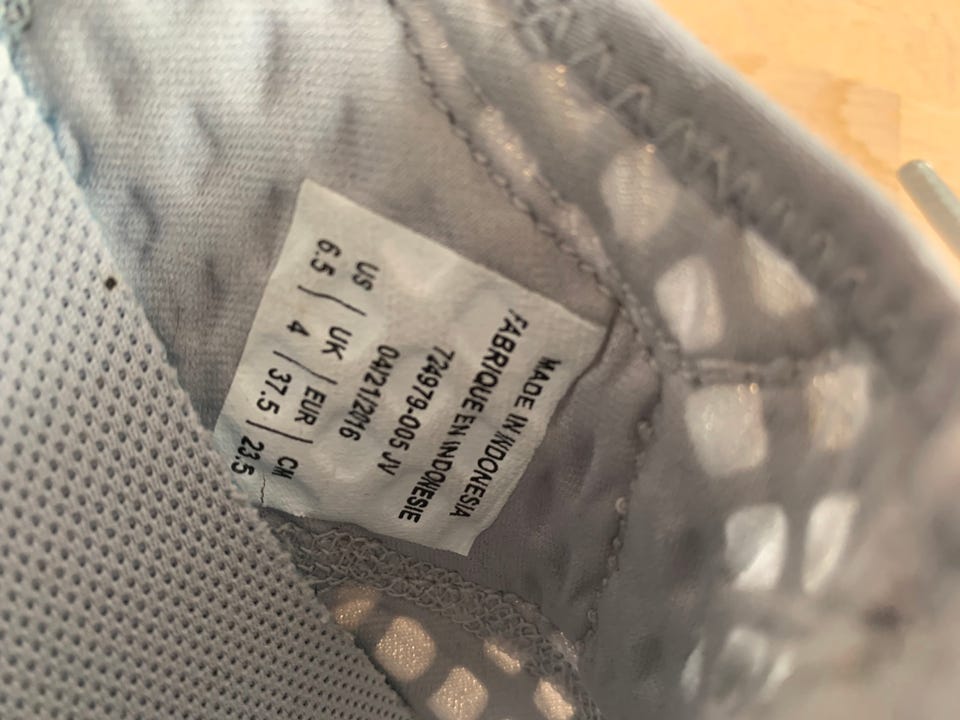 MADE IN INDONESIA
FABRIQUE EN INDONESIE
724979-005 JV
04/21/2016
US / UK / EUR / CM
6.5 / 4 / 37.5 / 23.5